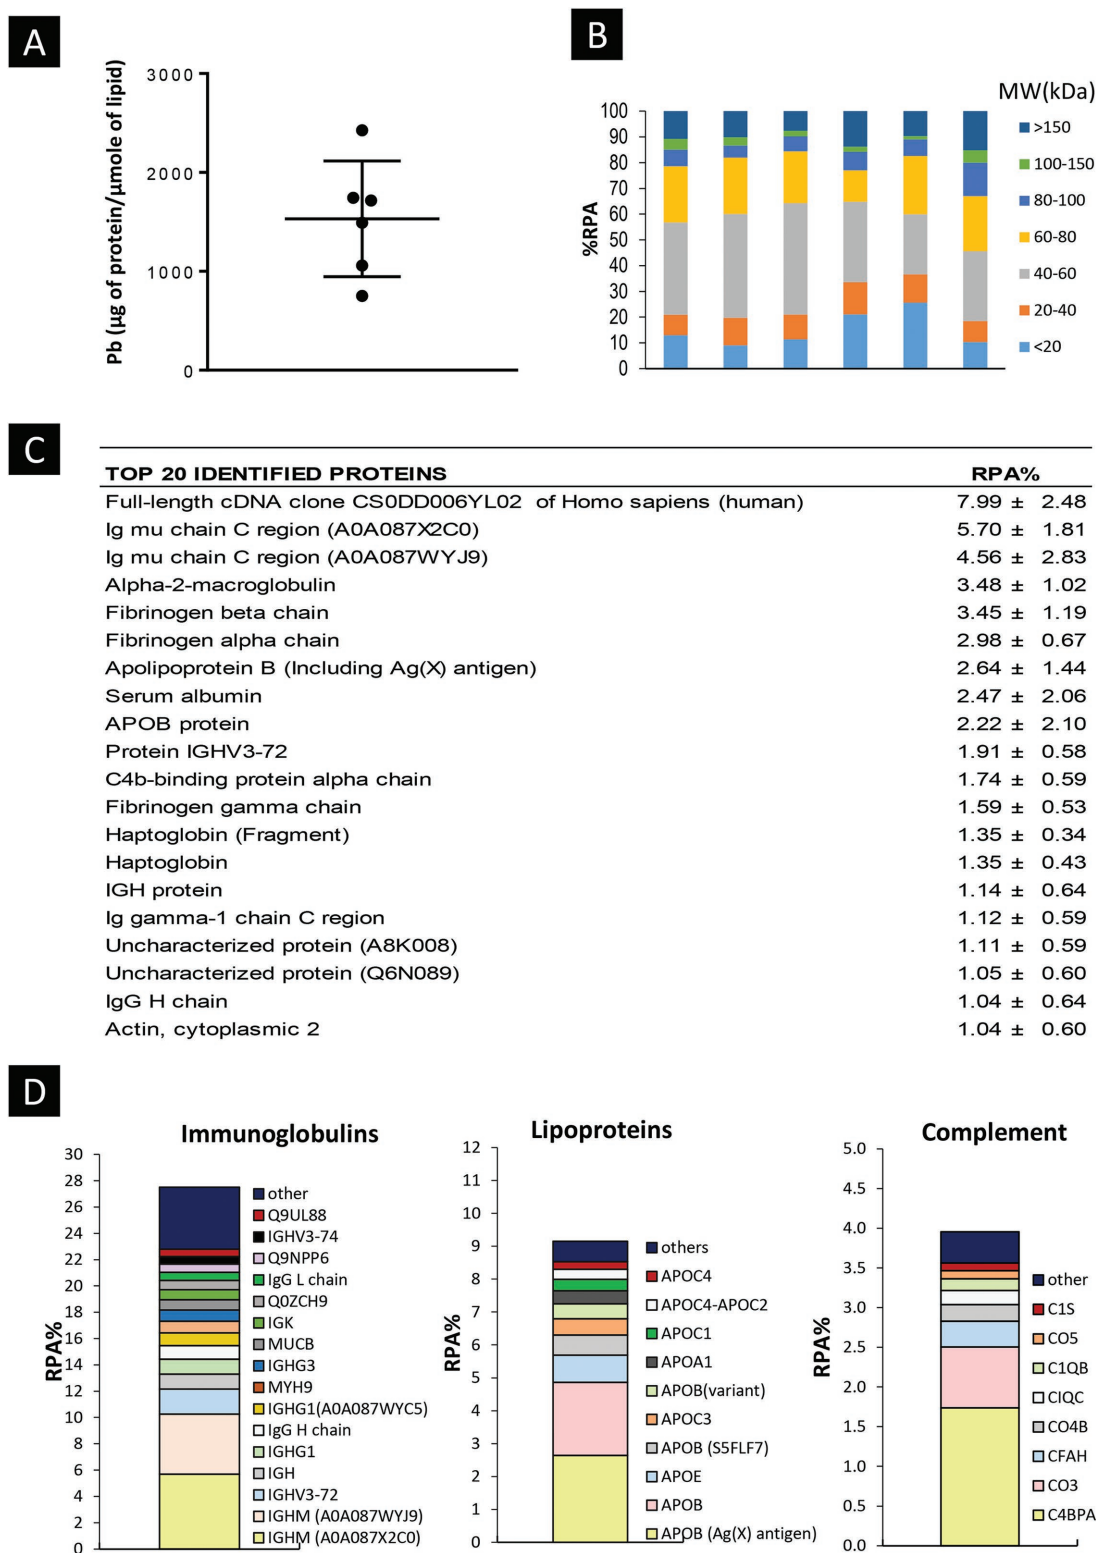 A
Pb (µg of protein/µmole of lipid)
3000
2000
1000
0
B
MW(kDa)
%RPA
100
90
80
70
60
50
40
30
20
10
0
>150
100-150
80-100
60-80
40-60
20-40
<20
C
TOP 20 IDENTIFIED PROTEINS RPA%
Full-length cDNA clone CS0DD006YL02 of Homo sapiens (human) 7.99 ± 2.48
Ig mu chain C region (A0A087X2C0) 5.70 ± 1.81
Ig mu chain C region (A0A087WYJ9) 4.56 ± 2.83
Alpha-2-macroglobulin 3.48 ± 1.02
Fibrinogen beta chain 3.45 ± 1.19
Fibrinogen alpha chain 2.98 ± 0.67
Apolipoprotein B (Including Ag(X) antigen) 2.64 ± 1.44
Serum albumin 2.47 ± 2.06
APOB protein 2.22 ± 2.10
Protein IGHV3-72 1.91 ± 0.58
C4b-binding protein alpha chain 1.74 ± 0.59
Fibrinogen gamma chain 1.59 ± 0.53
Haptoglobin (Fragment) 1.35 ± 0.34
Haptoglobin 1.35 ± 0.43
IGH protein 1.14 ± 0.64
Ig gamma-1 chain C region 1.12 ± 0.59
Uncharacterized protein (A8K008) 1.11 ± 0.59
Uncharacterized protein (Q6N089) 1.05 ± 0.60
IgG H chain 1.04 ± 0.64
Actin, cytoplasmic 2 1.04 ± 0.60
D
Immunoglobulins
RPA%
30
28
26
24
22
20
18
16
14
12
10
8
6
4
2
0
other
Q9UL88
IGHV3-74
Q9NPP6
IgG L chain
Q0ZCH9
IGK
MUCB
IGHG3
MYH9
IGHG1(A0A087WYC5)
IgG H chain
IGHG1
IGH
IGHV3-72
IGHM (A0A087WYJ9)
IGHM (A0A087X2C0)
Lipoproteins
RPA%
12
11
10
9
8
7
6
5
4
3
2
1
0
others
APOC4
APOC4-APOC2
APOC1
APOA1
APOB(variant)
APOC3
APOB (S5FLF7)
APOE
APOB
APOB (Ag(X) antigen)
Complement
RPA%
5.0
4.5
4.0
3.5
3.0
2.5
2.0
1.5
1.0
0.5
0.0
other
C1S
CO5
C1QB
CIQC
CO4B
CFAH
CO3
C4BPA